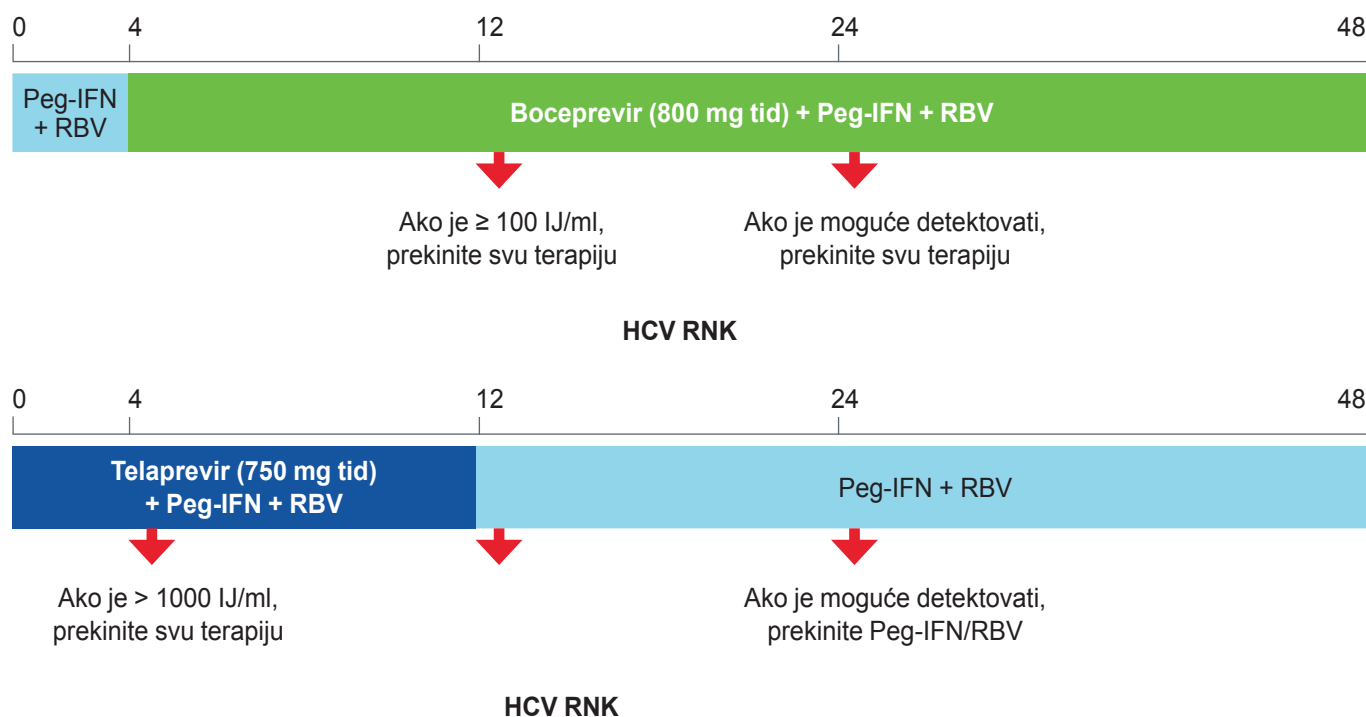 0 4 12 24 48
Peg-IFN
+ RBV
Boceprevir (800 mg tid) + Peg-IFN + RBV
Ako je ≥ 100 IJ/ml,
prekinite svu terapiju
Ako je moguće detektovati,
prekinite svu terapiju
HCV RNK
0 4 12 24 48
Telaprevir (750 mg tid)
+ Peg-IFN + RBV
Peg-IFN + RBV
Ako je > 1000 IJ/ml,
prekinite svu terapiju
Ako je moguće detektovati,
prekinite Peg-IFN/RBV
HCV RNK